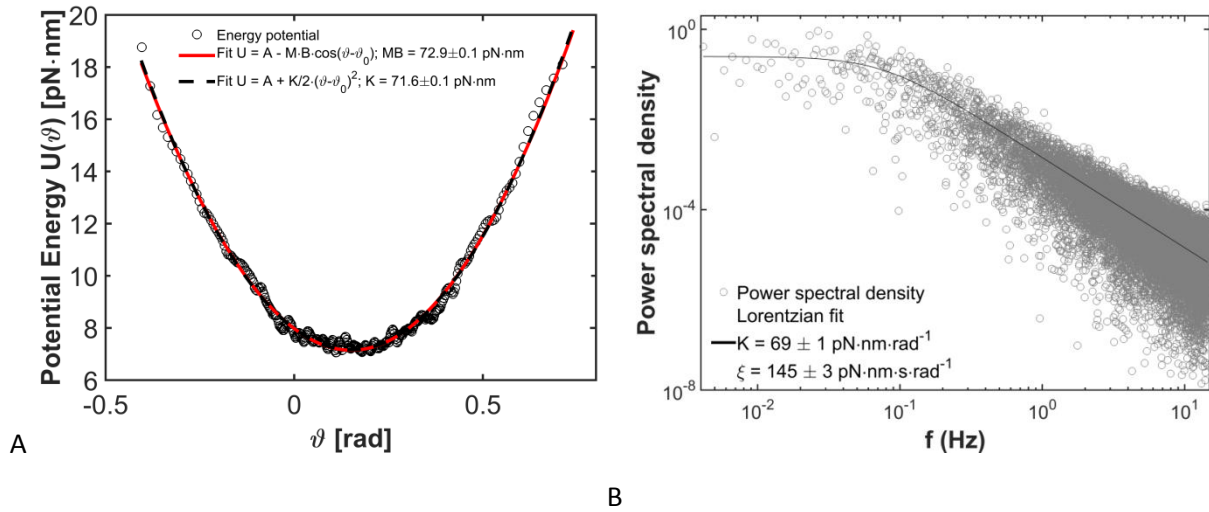 20
18
16
14
12
10
8
6
-0.5
0
0.5
Potential Energy U(ϑ) [pN·nm]
ϑ [rad]
Energy potential
Fit U = A - M·B·cos(ϑ-ϑ₀); MB = 72.9±0.1 pN·nm
Fit U = A + K/2·(ϑ-ϑ₀)²; K = 71.6±0.1 pN·nm
A
10⁰
10⁻⁴
10⁻⁸
Power spectral density
Power spectral density
Lorentzian fit
K = 69 ± 1 pN·nm·rad⁻¹
ξ = 145 ± 3 pN·nm·s·rad⁻¹
10⁻²
10⁻¹
10⁰
10¹
f (Hz)
B